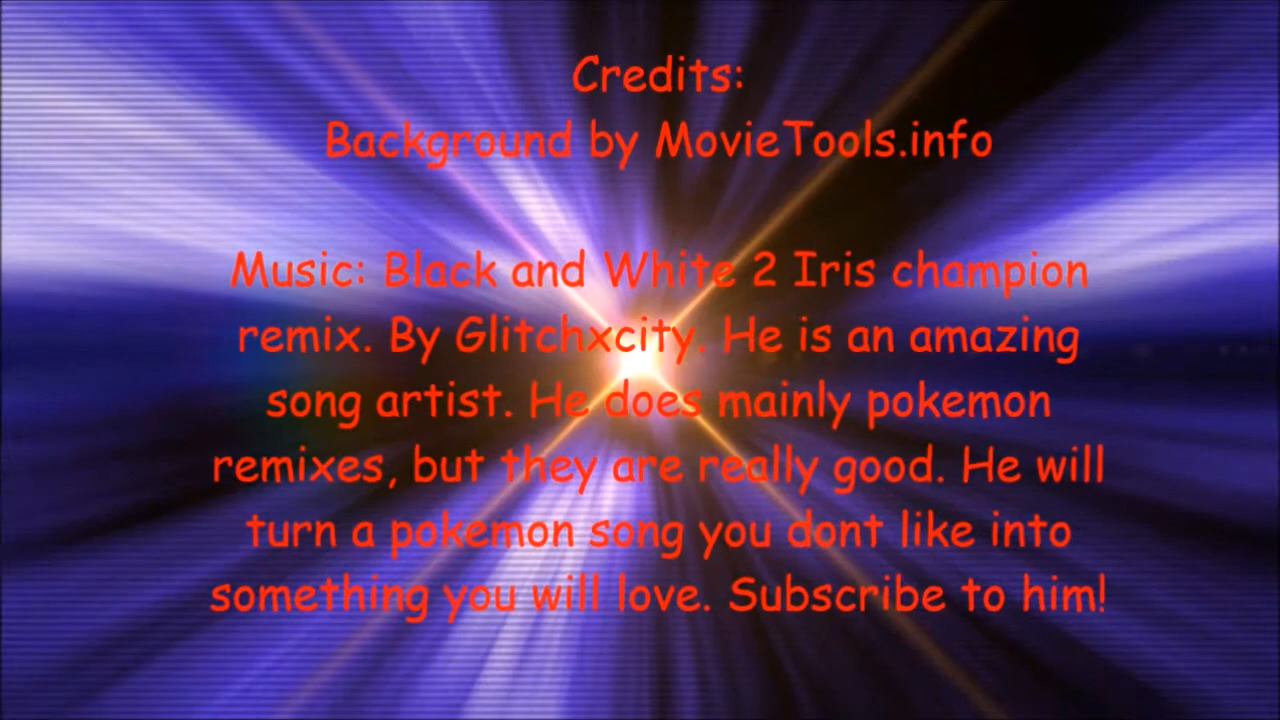 Credits:
Background by MovieTools.info
Music: Black and White 2 Iris champion
remix. By Glitchxcity. He is an amazing
song artist. He does mainly pokemon
remixes, but they are really good. He will
turn a pokemon song you dont like into
something you will love. Subscribe to him!